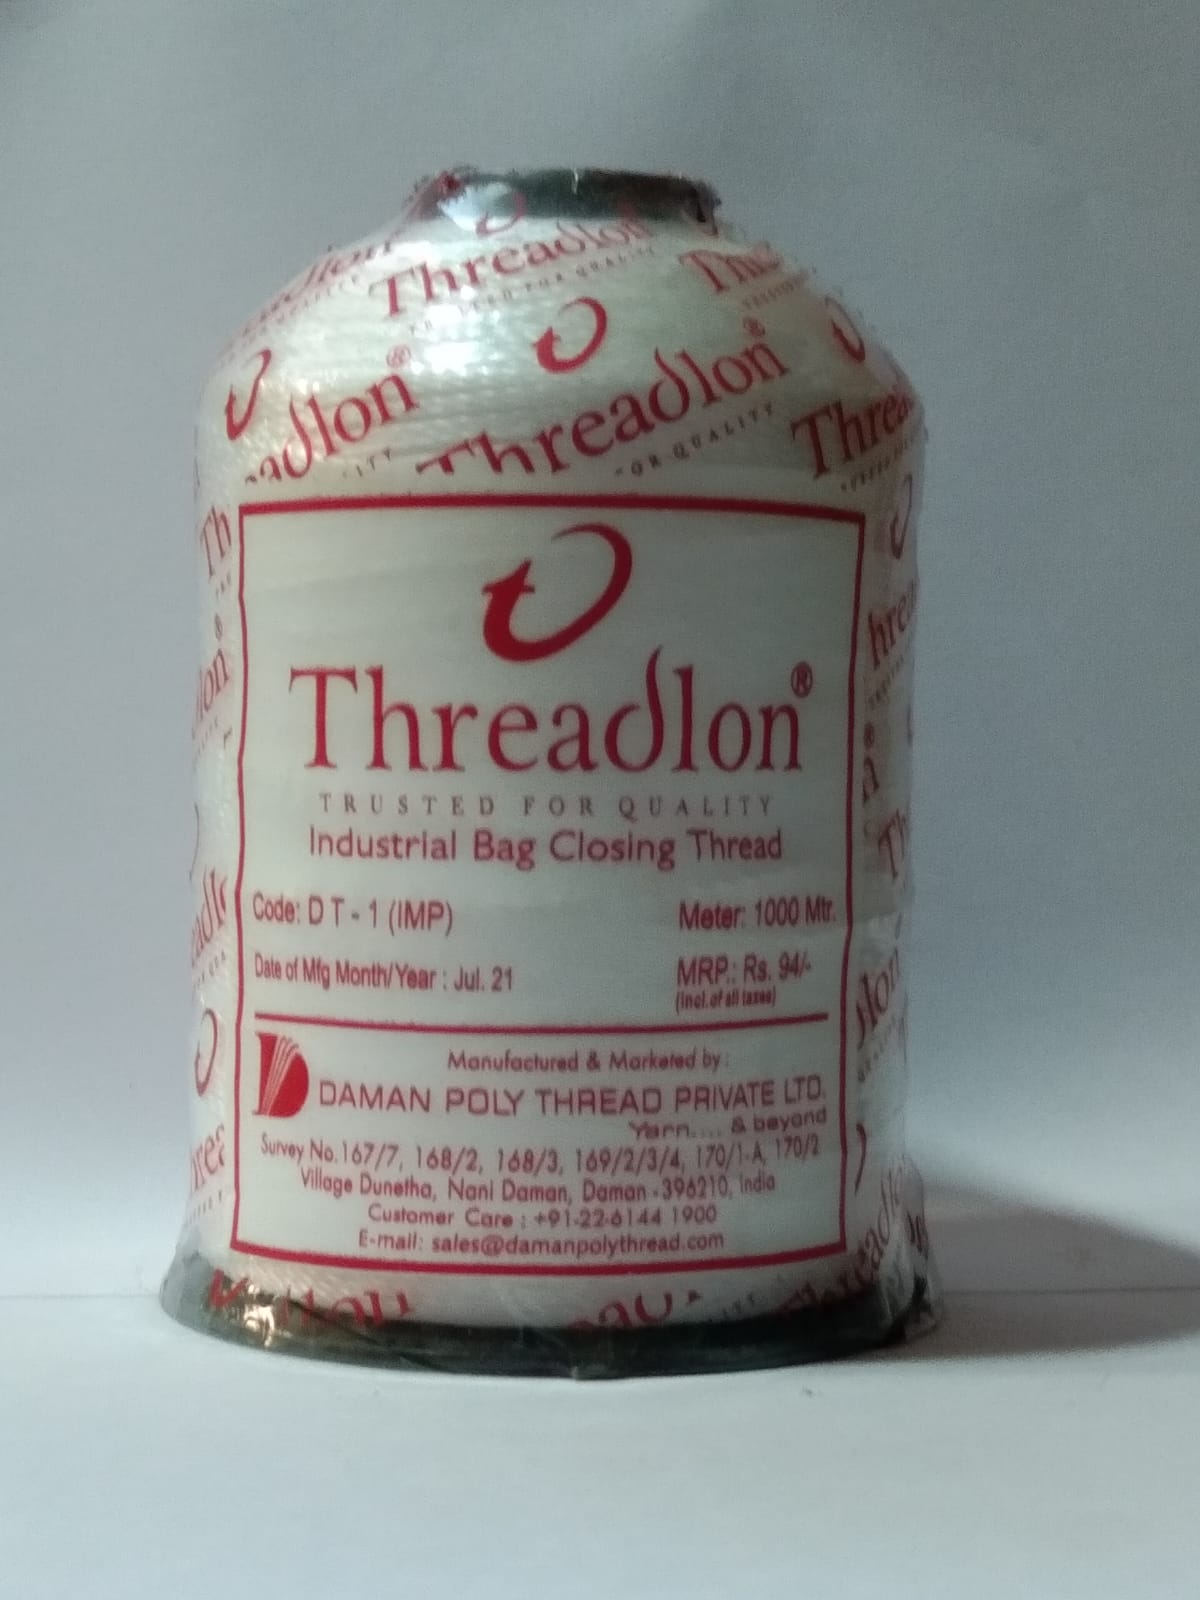 Threadlon
Threadlon®
FOR QUALITY
Threadlon®
TRUSTED FOR QUALITY
Industrial Bag Closing Thread
Code: D T - 1 (IMP)
Meter: 1000 Mtr.
Date of Mfg Month/Year : Jul. 21
MRP.: Rs. 94/-
(incl. of all taxes)
Manufactured & Marketed by :
DAMAN POLY THREAD PRIVATE LTD.
Yarn.... & beyond
Survey No.167/7, 168/2, 168/3, 169/2/3/4, 170/1-A, 170/2
Village Dunetha, Nani Daman, Daman - 396210, India
Customer Care : +91-22-6144 1900
E-mail: sales@damanpolythread.com